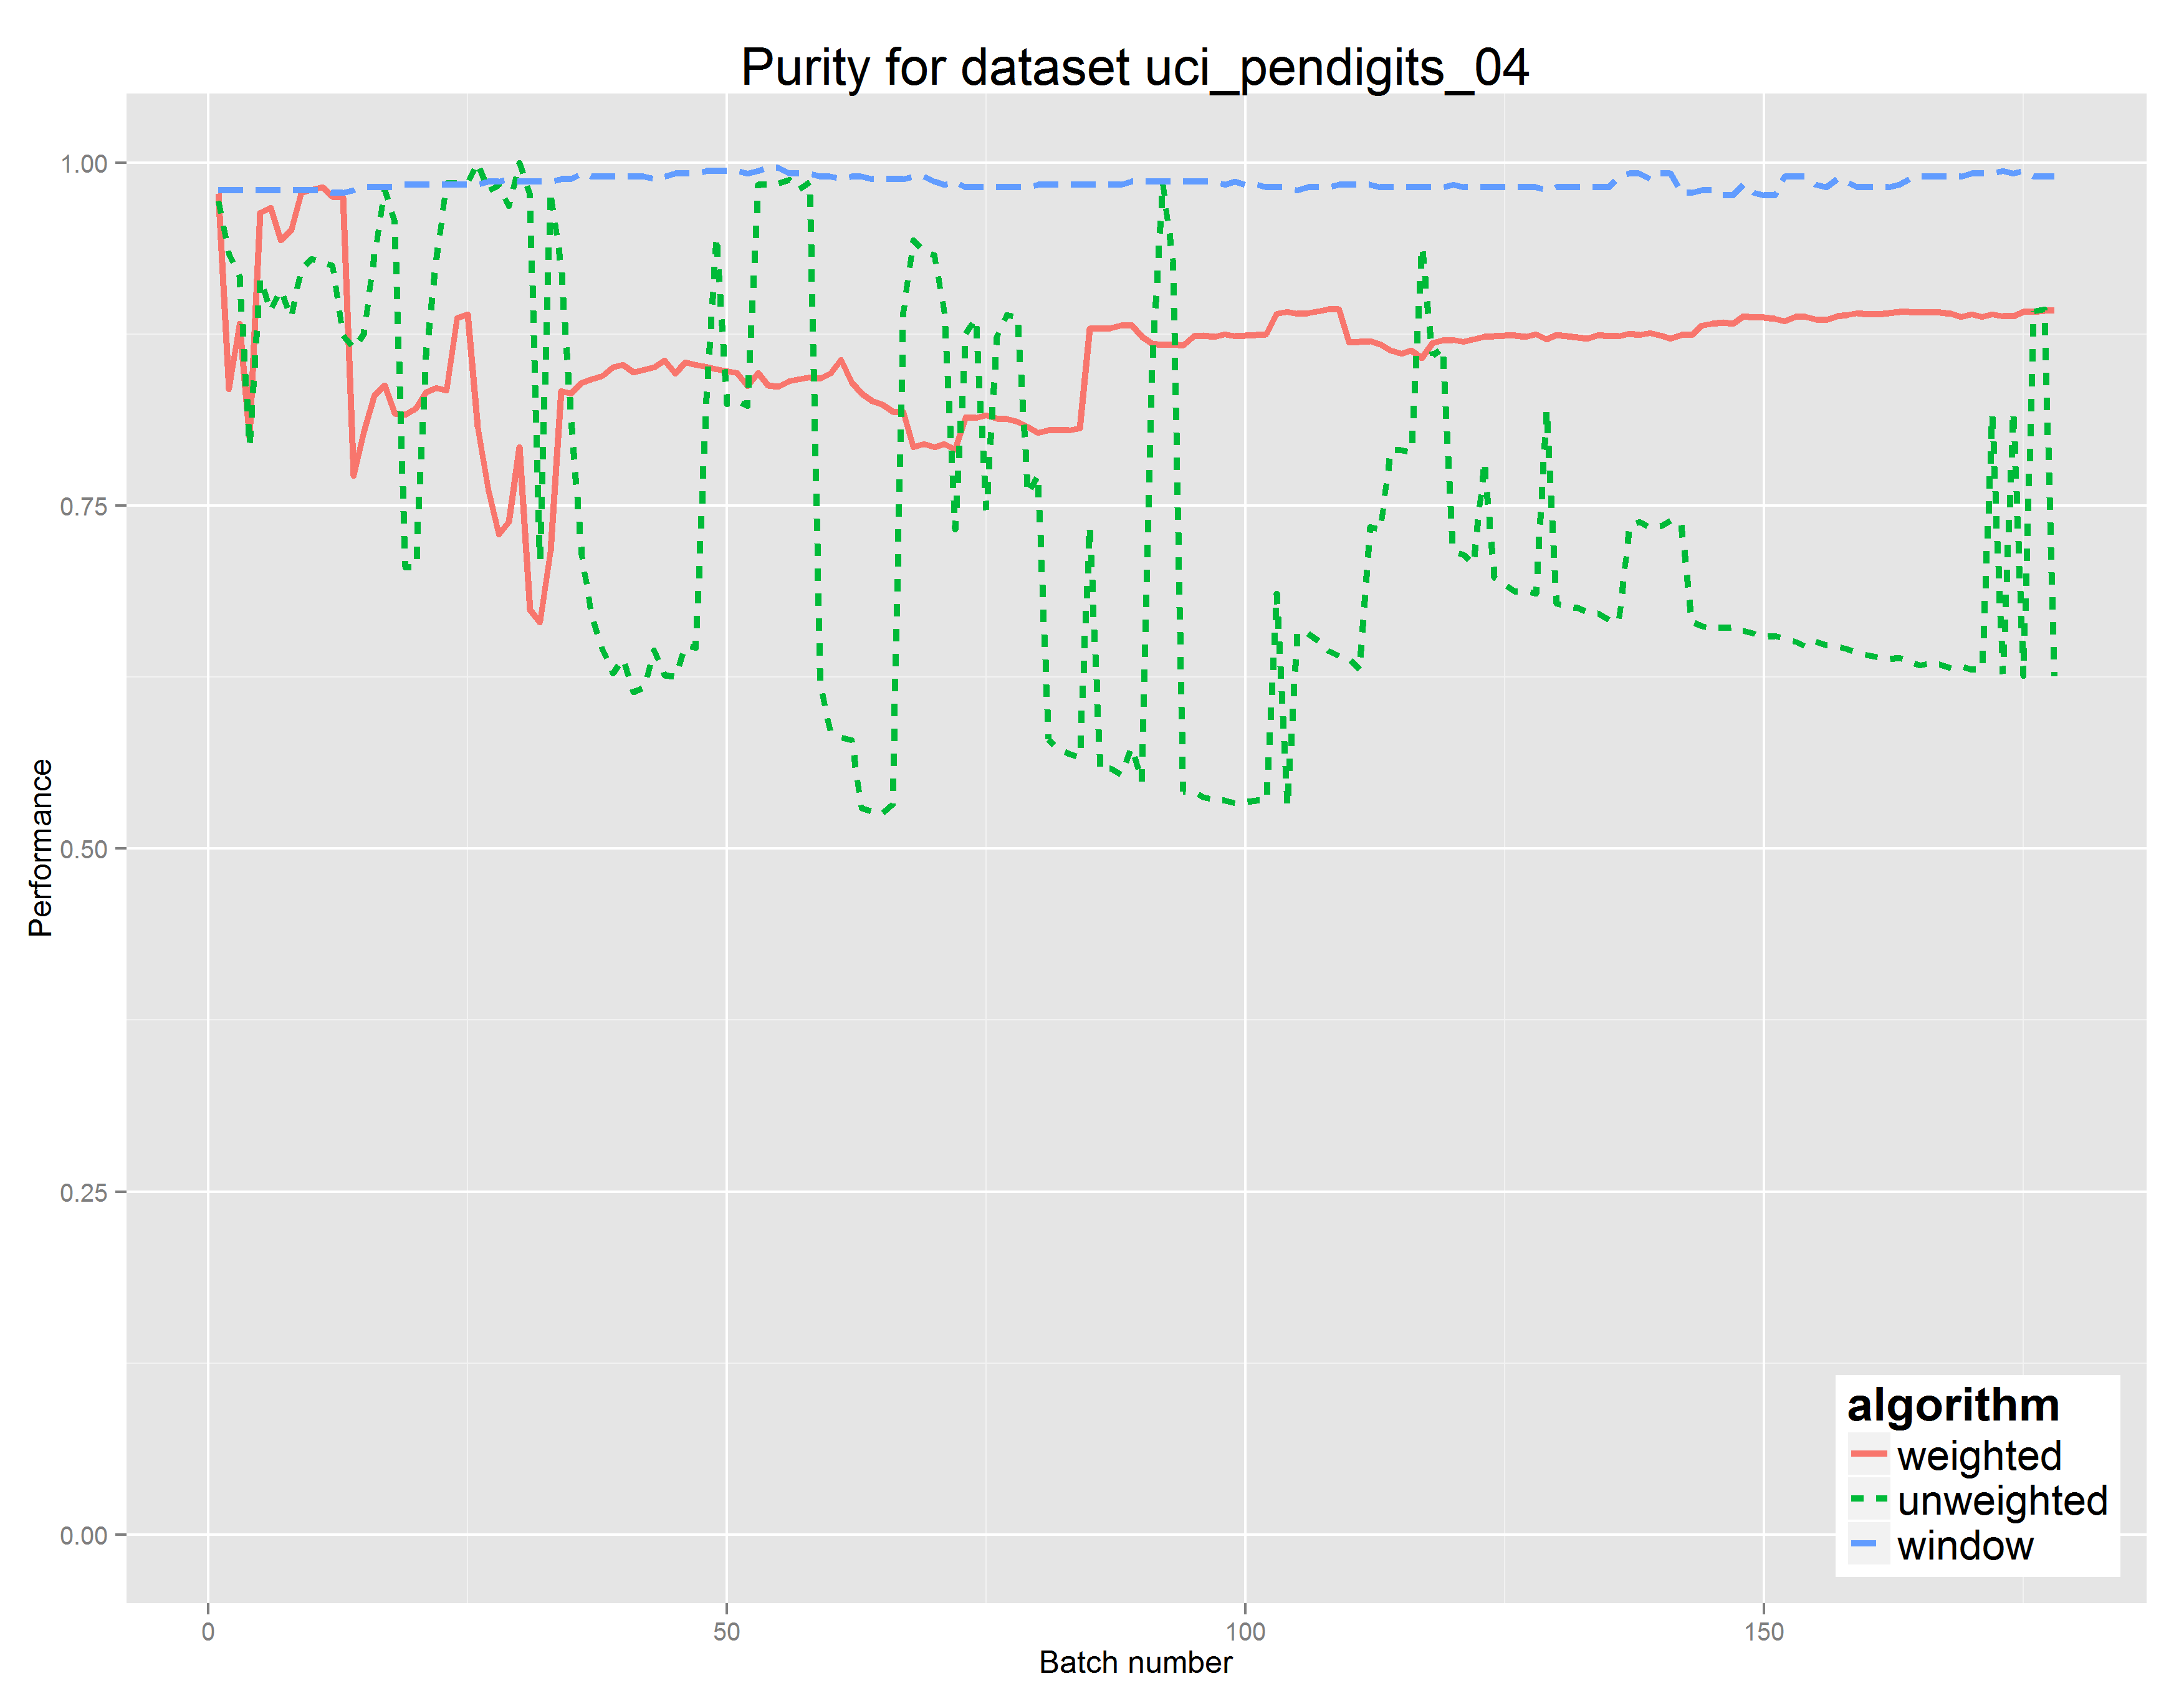 Purity for dataset uci_pendigits_04
1.00
0.75
0.50
0.25
0.00
Performance
0
50
100
150
Batch number
algorithm
weighted
unweighted
window